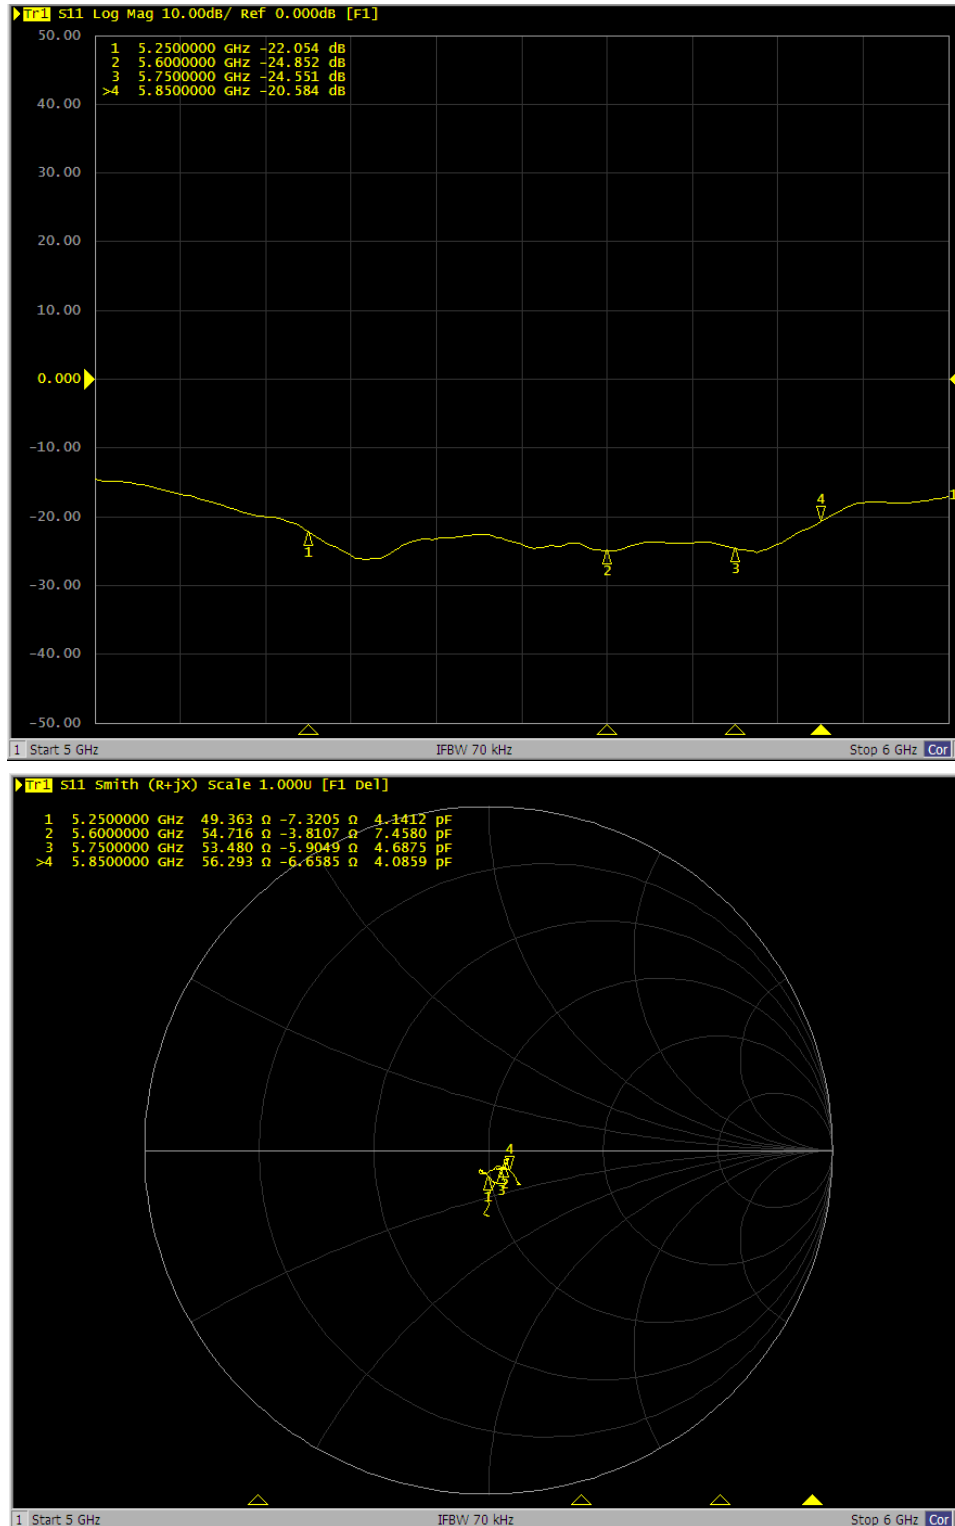 Tr1 S11 Log Mag 10.00dB/ Ref 0.000dB [F1]
50.00
1 5.2500000 GHz -22.054 dB
2 5.6000000 GHz -24.852 dB
3 5.7500000 GHz -24.551 dB
>4 5.8500000 GHz -20.584 dB
40.00
30.00
20.00
10.00
0.000
-10.00
-20.00
4
1
1
2
3
-30.00
-40.00
-50.00
1 Start 5 GHz IFBW 70 kHz Stop 6 GHz Cor
Tr1 S11 Smith (R+jX) Scale 1.000U [F1 Del]
1 5.2500000 GHz 49.363 Ω -7.3205 Ω 4.1412 pF
2 5.6000000 GHz 54.716 Ω -3.8107 Ω 7.4580 pF
3 5.7500000 GHz 53.480 Ω -5.9049 Ω 4.6875 pF
>4 5.8500000 GHz 56.293 Ω -6.6585 Ω 4.0859 pF
4
2
3
1
1 Start 5 GHz IFBW 70 kHz Stop 6 GHz Cor